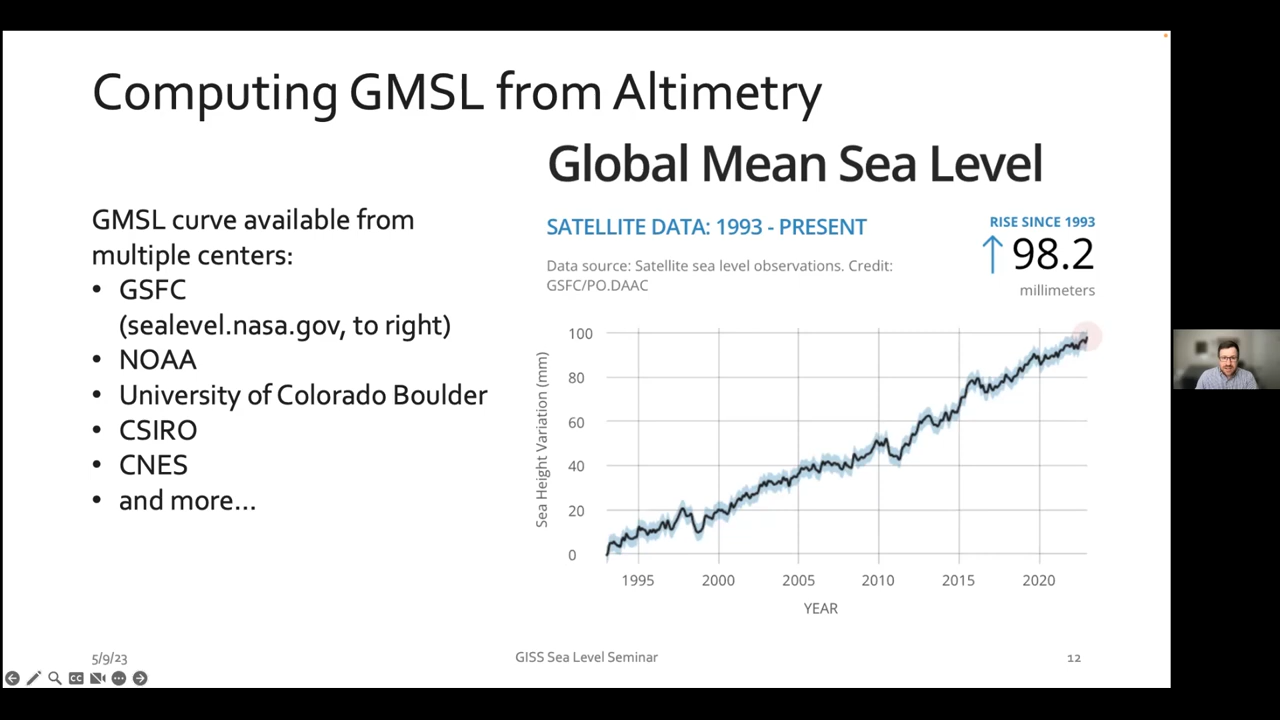 Computing GMSL from Altimetry
GMSL curve available from
multiple centers:
• GSFC
(sealevel.nasa.gov, to right)
• NOAA
• University of Colorado Boulder
• CSIRO
• CNES
• and more...
Global Mean Sea Level
SATELLITE DATA: 1993 - PRESENT
Data source: Satellite sea level observations. Credit:
GSFC/PO.DAAC
RISE SINCE 1993
98.2
millimeters
Sea Height Variation (mm)
100
80
60
40
20
0
1995 2000 2005 2010 2015 2020
YEAR
5/9/23
GISS Sea Level Seminar
12
CC